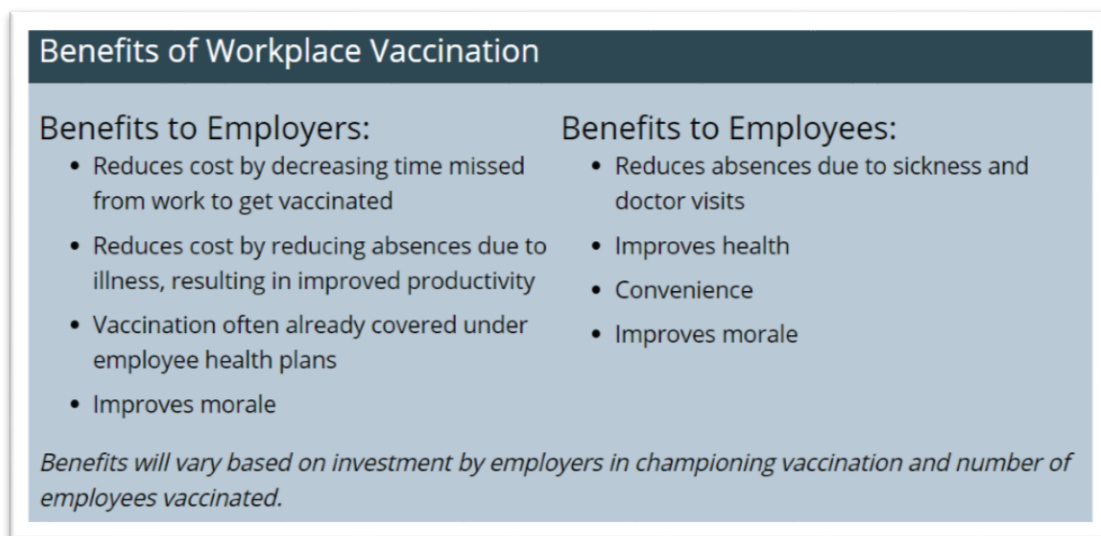 Benefits of Workplace Vaccination
Benefits to Employers:
• Reduces cost by decreasing time missed
from work to get vaccinated
• Reduces cost by reducing absences due to
illness, resulting in improved productivity
• Vaccination often already covered under
employee health plans
• Improves morale
Benefits to Employees:
• Reduces absences due to sickness and
doctor visits
• Improves health
• Convenience
• Improves morale
Benefits will vary based on investment by employers in championing vaccination and number of
employees vaccinated.